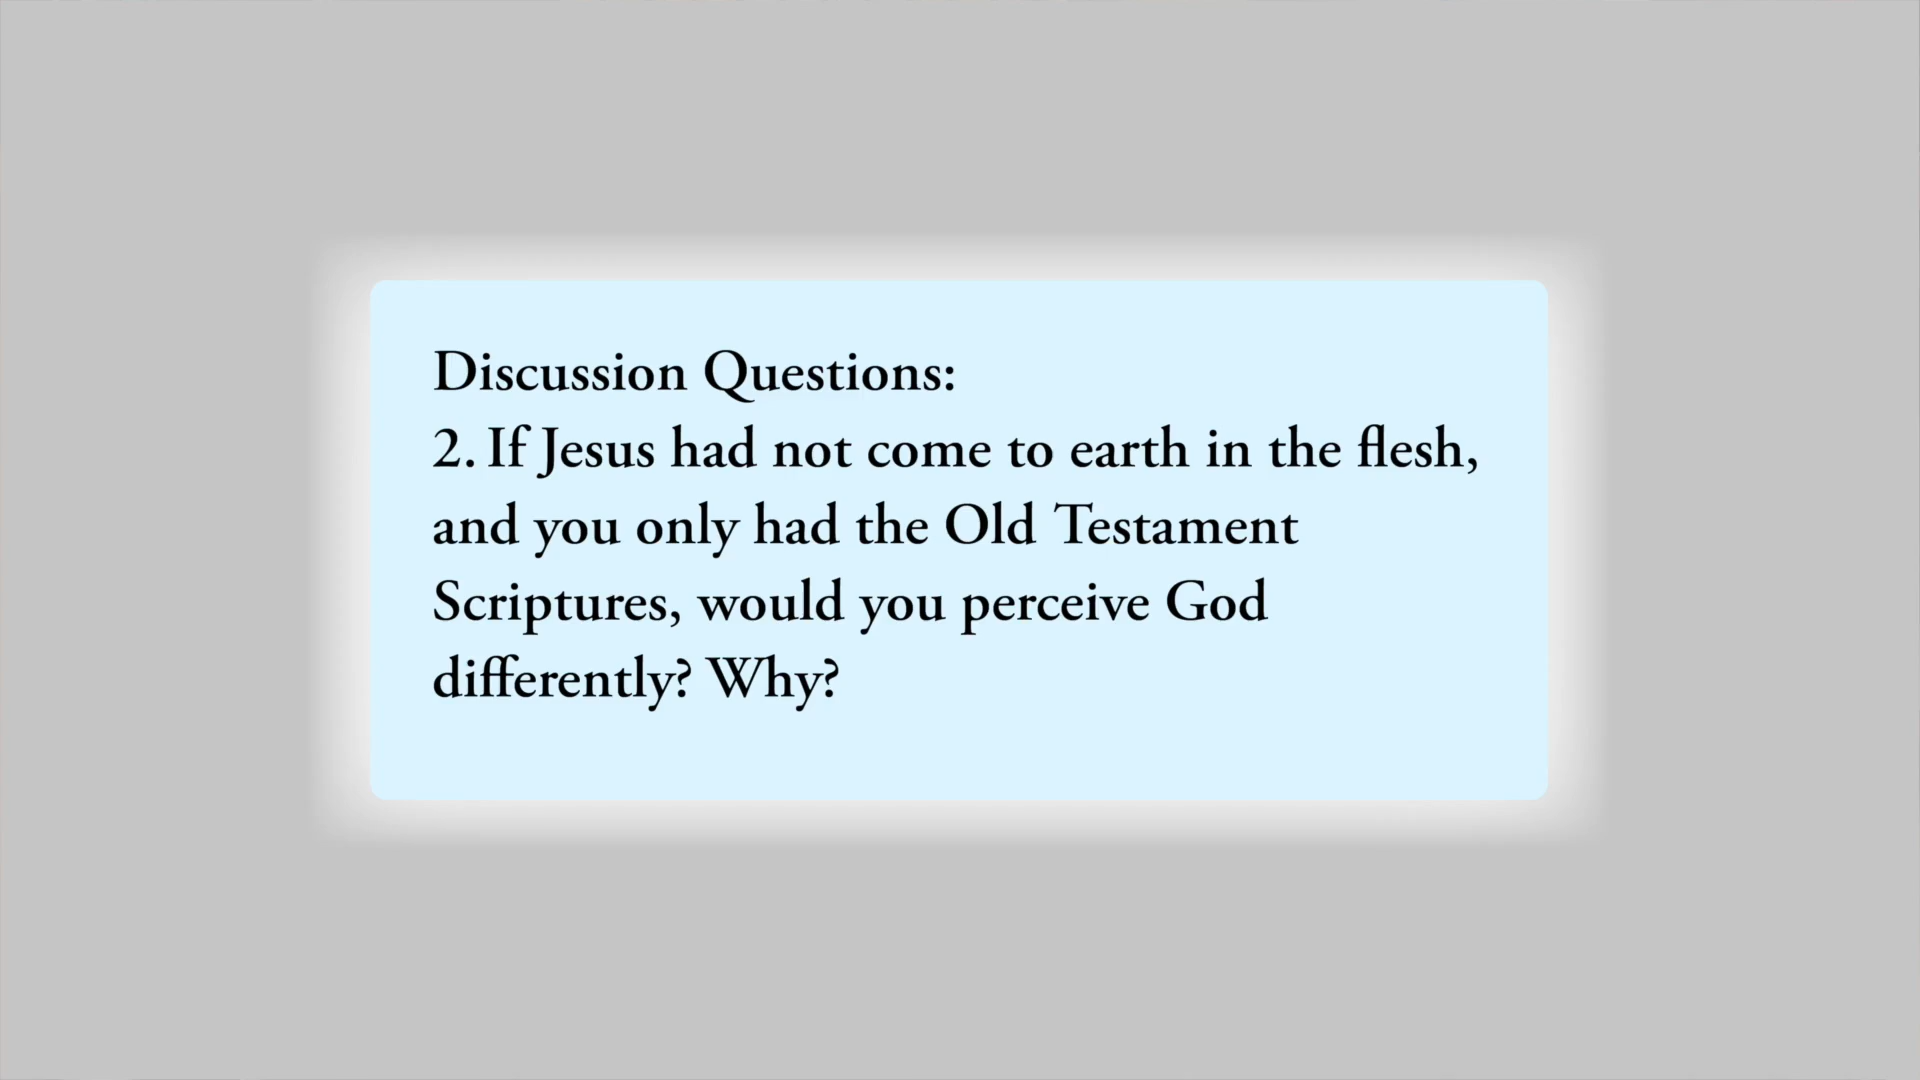 Discussion Questions:
2. If Jesus had not come to earth in the flesh,
and you only had the Old Testament
Scriptures, would you perceive God
differently? Why?